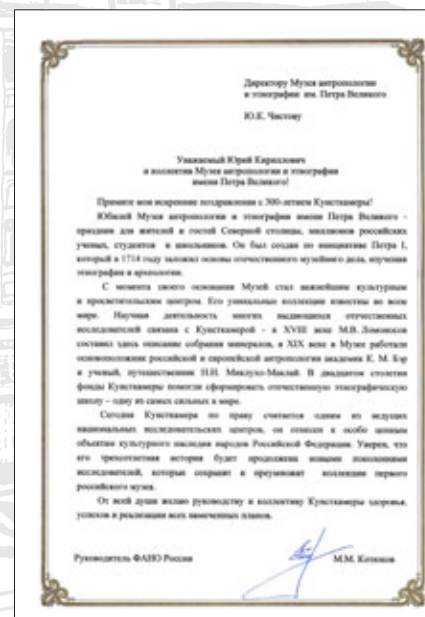 Директору Музея антропологии
и этнографии им. Петра Великого
Ю.К. Чистову
Уважаемый Юрий Кириллович
и коллектив Музея антропологии и этнографии
имени Петра Великого!
Примите мои искренние поздравления с 300-летием Кунсткамеры!
Юбилей Музея антропологии и этнографии имени Петра Великого -
праздник для жителей и гостей Северной столицы, миллионов российских
ученых, студентов и школьников. Он был создан по инициативе Петра I,
который в 1714 году заложил основы отечественного музейного дела, изучения
этнографии и археологии.
С момента своего основания Музей стал важнейшим культурным
и просветительским центром. Его уникальные коллекции известны во всем
мире. Научная деятельность многих выдающихся отечественных
исследователей связана с Кунсткамерой - в XVIII веке М.В. Ломоносов
составил здесь описание собрания минералов, в XIX веке в Музее работали
основоположник российской и европейской антропологии академик К. М. Бэр
и ученый, путешественник Н.Н. Миклухо-Маклай. В двадцатом столетии
фонды Кунсткамеры помогли сформировать отечественную этнографическую
школу – одну из самых сильных в мире.
Сегодня Кунсткамера по праву считается одним из ведущих
национальных исследовательских центров, он отнесен к особо ценным
объектам культурного наследия народов Российской Федерации. Уверен, что
его трехсотлетняя история будет продолжена новыми поколениями
исследователей, которые сохранят и преумножат коллекции первого
российского музея.
От всей души желаю руководству и коллективу Кунсткамеры здоровья,
успехов и реализации всех намеченных планов.
Руководитель ФАНО России М.М. Котюков